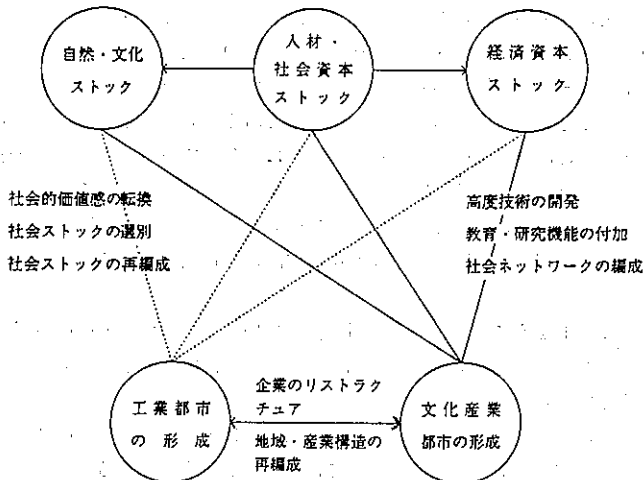 自然・文化
ストック
人材・
社会資本
ストック
経済資本
ストック
社会的価値感の転換
社会ストックの選別
社会ストックの再編成
高度技術の開発
教育・研究機能の付加
社会ネットワークの編成
工業都市
の形成
企業のリストラク
チュア
地域・産業構造の
再編成
文化産業
都市の形成